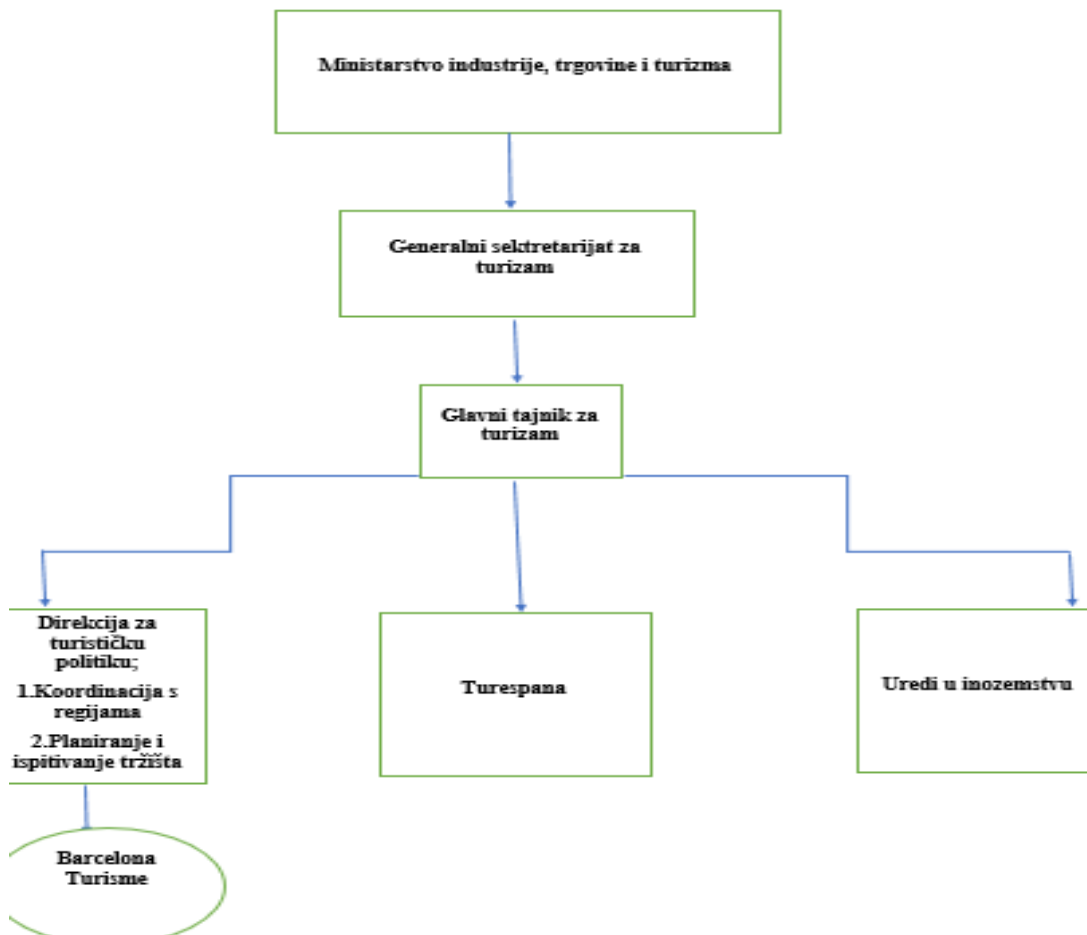 Ministarstvo industrije, trgovine i turizma
Generalni sektretarijat za
turizam
Glavni tajnik za
turizam
Direkcija za
turističku
politiku;
1.Koordinacija s
regijama
2.Planiranje i
ispitivanje tržišta
Turespana
Uredi u inozemstvu
Barcelona
Turisme